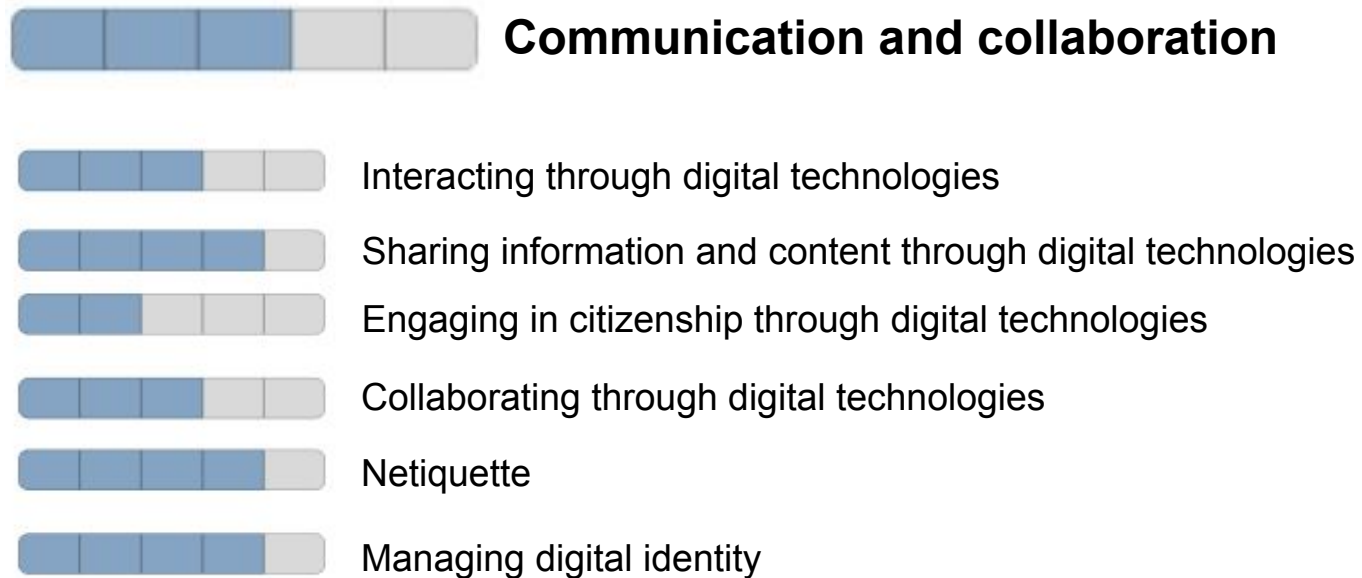 Communication and collaboration
Interacting through digital technologies
Sharing information and content through digital technologies
Engaging in citizenship through digital technologies
Collaborating through digital technologies
Netiquette
Managing digital identity